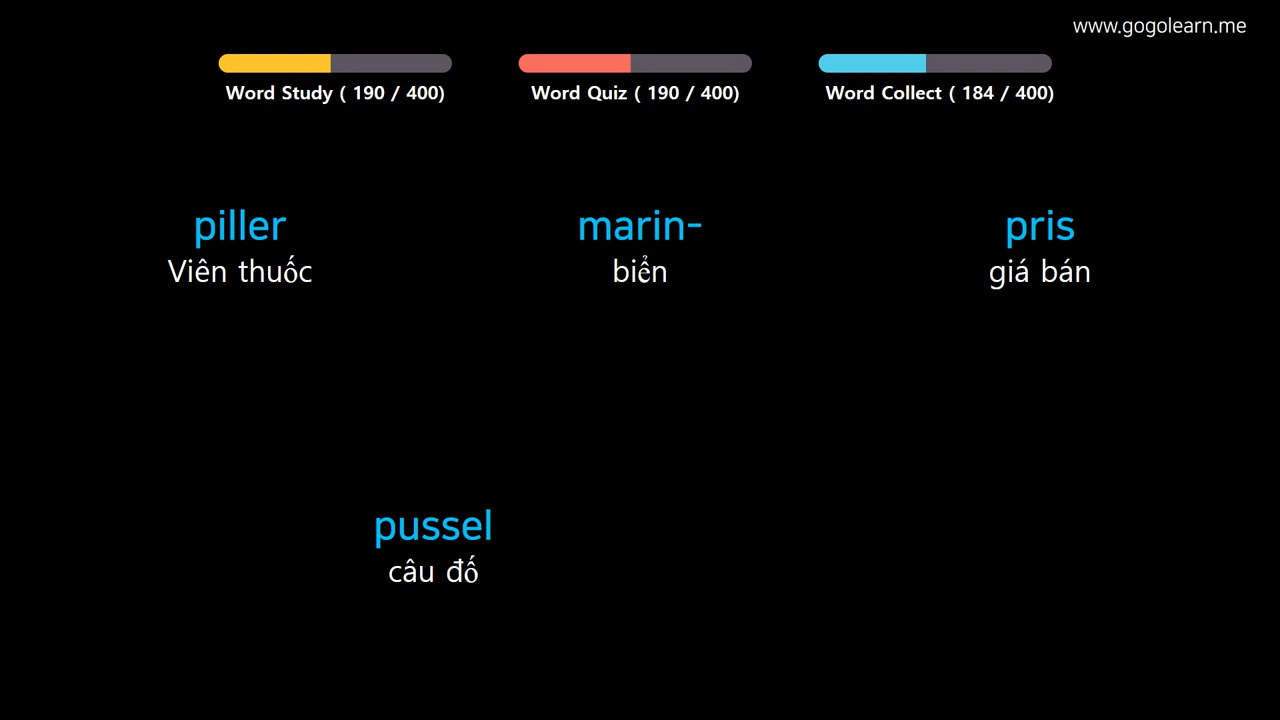 www.gogolearn.me
Word Study ( 190 / 400)
Word Quiz ( 190 / 400)
Word Collect ( 184 / 400)
piller
Viên thuốc
marin-
biển
pris
giá bán
pussel
câu đố